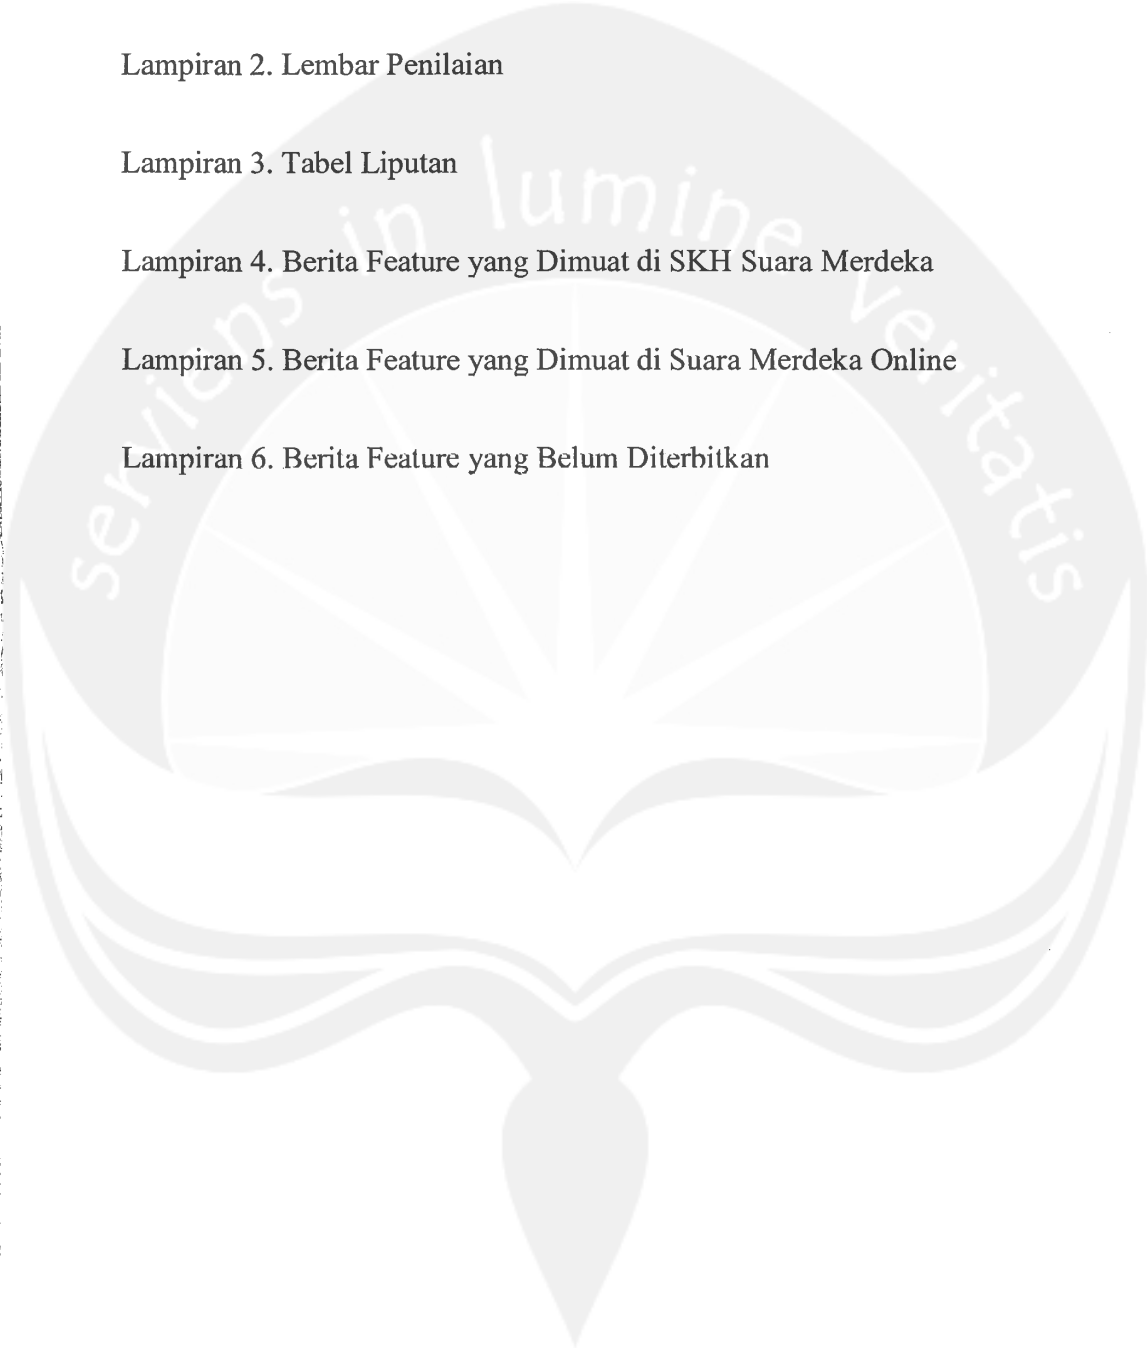 Lampiran 2. Lembar Penilaian
Lampiran 3. Tabel Liputan
Lampiran 4. Berita Feature yang Dimuat di SKH Suara Merdeka
Lampiran 5. Berita Feature yang Dimuat di Suara Merdeka Online
Lampiran 6. Berita Feature yang Belum Diterbitkan
serviens in lumine veritatis